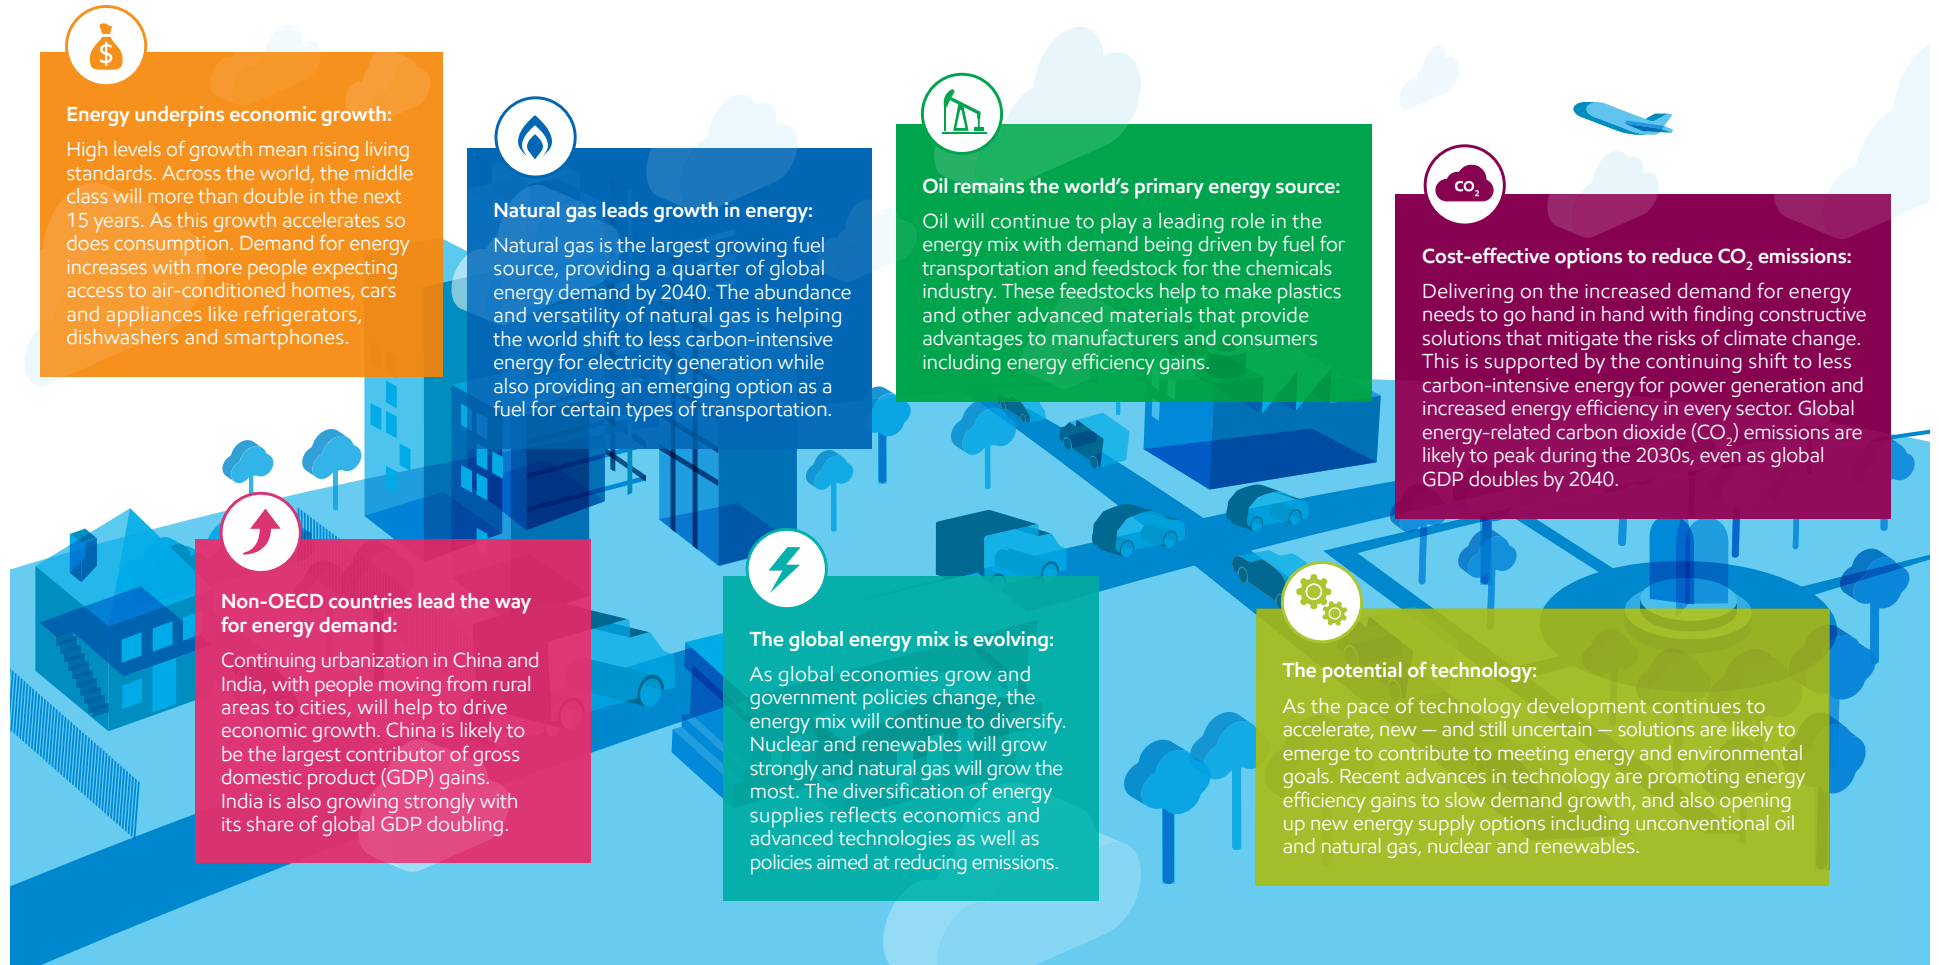 $
Energy underpins economic growth:
High levels of growth mean rising living
standards. Across the world, the middle
class will more than double in the next
15 years. As this growth accelerates so
does consumption. Demand for energy
increases with more people expecting
access to air-conditioned homes, cars
and appliances like refrigerators,
dishwashers and smartphones.
Natural gas leads growth in energy:
Natural gas is the largest growing fuel
source, providing a quarter of global
energy demand by 2040. The abundance
and versatility of natural gas is helping
the world shift to less carbon-intensive
energy for electricity generation while
also providing an emerging option as a
fuel for certain types of transportation.
Oil remains the world’s primary energy source:
Oil will continue to play a leading role in the
energy mix with demand being driven by fuel for
transportation and feedstock for the chemicals
industry. These feedstocks help to make plastics
and other advanced materials that provide
advantages to manufacturers and consumers
including energy efficiency gains.
CO₂
Cost-effective options to reduce CO₂ emissions:
Delivering on the increased demand for energy
needs to go hand in hand with finding constructive
solutions that mitigate the risks of climate change.
This is supported by the continuing shift to less
carbon-intensive energy for power generation and
increased energy efficiency in every sector. Global
energy-related carbon dioxide (CO₂) emissions are
likely to peak during the 2030s, even as global
GDP doubles by 2040.
Non-OECD countries lead the way
for energy demand:
Continuing urbanization in China and
India, with people moving from rural
areas to cities, will help to drive
economic growth. China is likely to
be the largest contributor of gross
domestic product (GDP) gains.
India is also growing strongly with
its share of global GDP doubling.
The global energy mix is evolving:
As global economies grow and
government policies change, the
energy mix will continue to diversify.
Nuclear and renewables will grow
strongly and natural gas will grow the
most. The diversification of energy
supplies reflects economics and
advanced technologies as well as
policies aimed at reducing emissions.
The potential of technology:
As the pace of technology development continues to
accelerate, new — and still uncertain — solutions are likely to
emerge to contribute to meeting energy and environmental
goals. Recent advances in technology are promoting energy
efficiency gains to slow demand growth, and also opening
up new energy supply options including unconventional oil
and natural gas, nuclear and renewables.